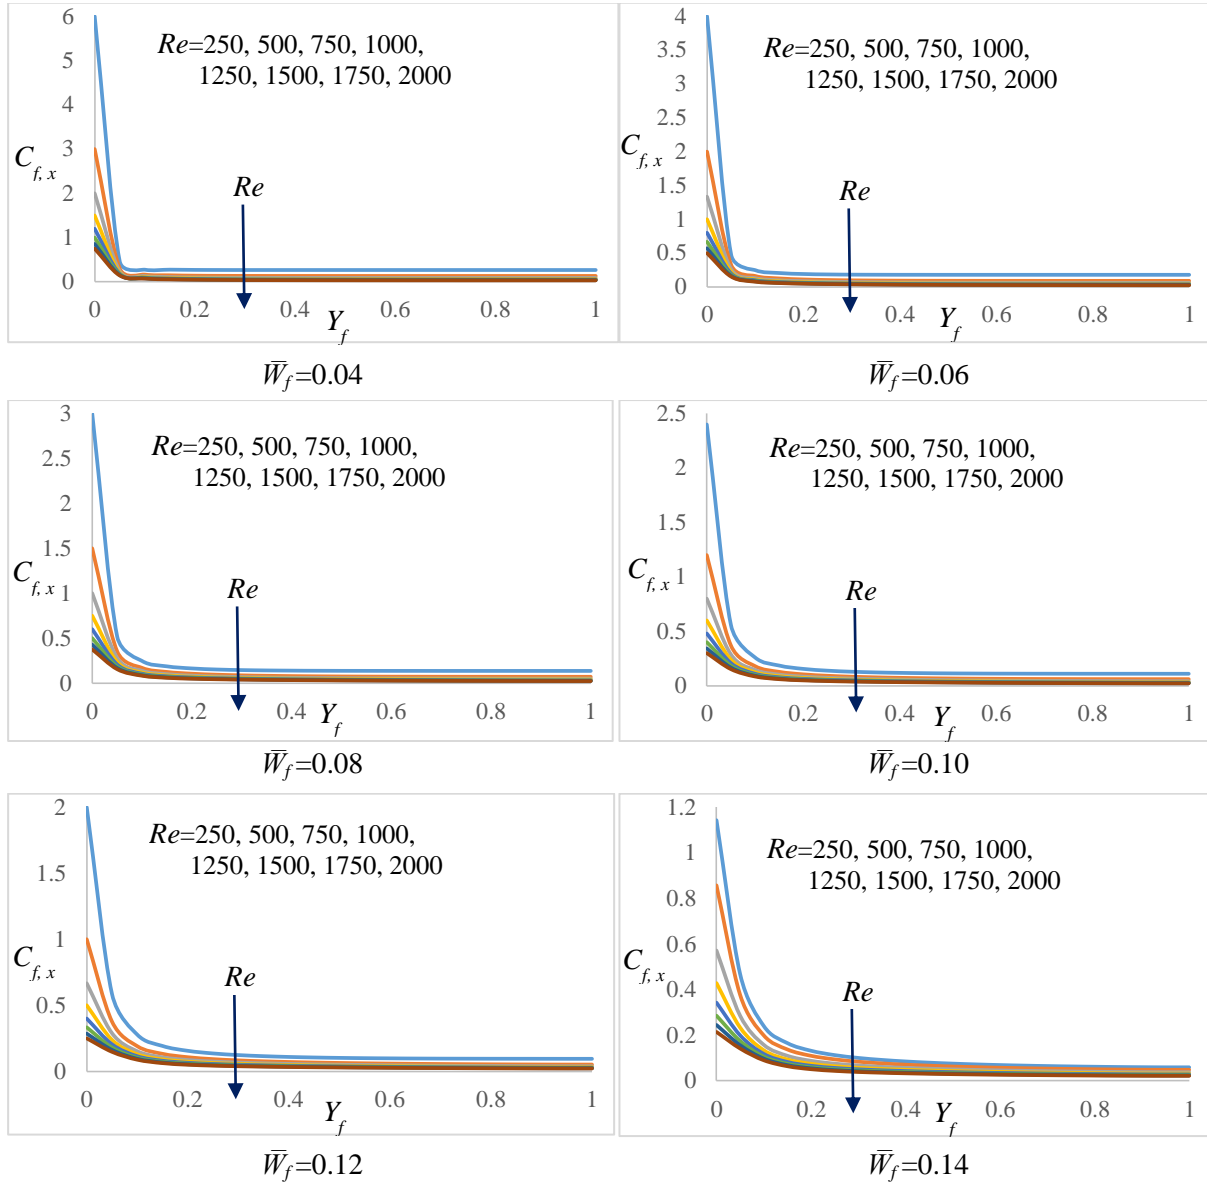 6
5
4
3
2
1
0
Re=250, 500, 750, 1000,
1250, 1500, 1750, 2000
C_{f, x}
Re
0 0.2 0.4 0.6 0.8 1
Y_f
W̅_f=0.04
4
3.5
3
2.5
2
1.5
1
0.5
0
Re=250, 500, 750, 1000,
1250, 1500, 1750, 2000
C_{f, x}
Re
0 0.2 0.4 0.6 0.8 1
Y_f
W̅_f=0.06
3
2.5
2
1.5
1
0.5
0
Re=250, 500, 750, 1000,
1250, 1500, 1750, 2000
C_{f, x}
Re
0 0.2 0.4 0.6 0.8 1
Y_f
W̅_f=0.08
2.5
2
1.5
1
0.5
0
Re=250, 500, 750, 1000,
1250, 1500, 1750, 2000
C_{f, x}
Re
0 0.2 0.4 0.6 0.8 1
Y_f
W̅_f=0.10
2
1.5
1
0.5
0
Re=250, 500, 750, 1000,
1250, 1500, 1750, 2000
C_{f, x}
Re
0 0.2 0.4 0.6 0.8 1
Y_f
W̅_f=0.12
1.2
1
0.8
0.6
0.4
0.2
0
Re=250, 500, 750, 1000,
1250, 1500, 1750, 2000
C_{f, x}
Re
0 0.2 0.4 0.6 0.8 1
Y_f
W̅_f=0.14